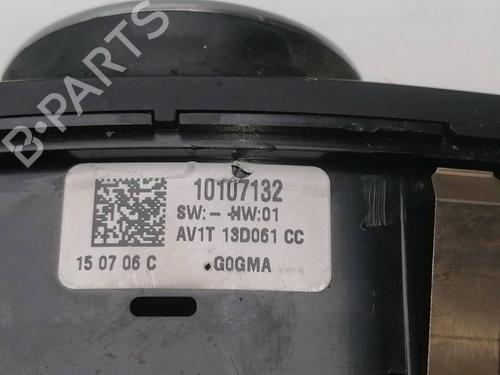 B-PARTS
10107132
SW:- HW:01
AV1T 13D061 CC
15 07 06 C G0GMA